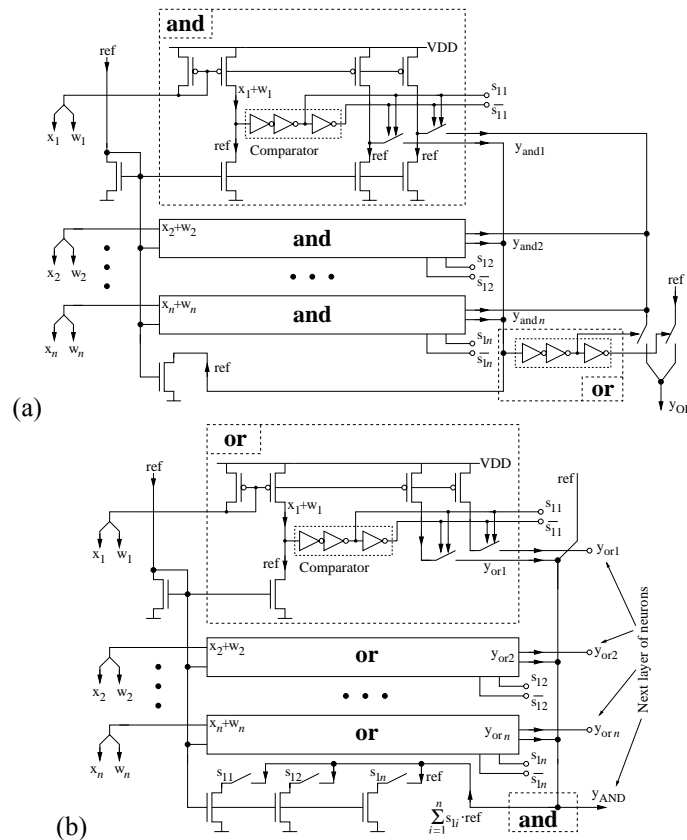 and
VDD
ref
x1+w1
s11
s̄11
x1 w1
ref
Comparator
ref
ref
yand1
x2+w2
and
yand2
ref
x2 w2
s12
s̄12
xn+wn
and
yandn
xn wn
s1n
s̄1n
ref
or
(a)
yOR
or
VDD
ref
ref
x1+w1
s11
s̄11
x1 w1
ref
Comparator
yor1
yor1
x2+w2
or
yor2
yor2
x2 w2
s12
s̄12
Next layer of neurons
xn+wn
or
yorn
yorn
xn wn
s1n
s̄1n
s11
s12
s1n
ref
yAND
(b)
n∑i=1 s1i·ref
and